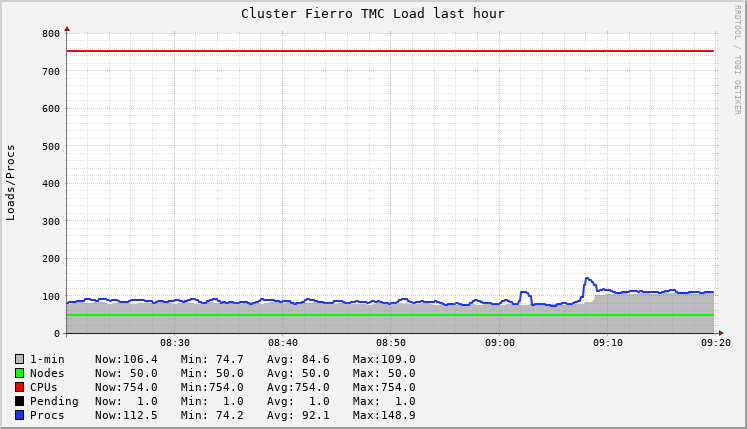 Cluster Fierro TMC Load last hour
RRDTOOL / TOBI OETIKER
Loads/Procs
800
700
600
500
400
300
200
100
0
08:30 08:40 08:50 09:00 09:10 09:20
1-min Now:106.4 Min: 74.7 Avg: 84.6 Max:109.0
Nodes Now: 50.0 Min: 50.0 Avg: 50.0 Max: 50.0
CPUs Now:754.0 Min:754.0 Avg:754.0 Max:754.0
Pending Now: 1.0 Min: 1.0 Avg: 1.0 Max: 1.0
Procs Now:112.5 Min: 74.2 Avg: 92.1 Max:148.9